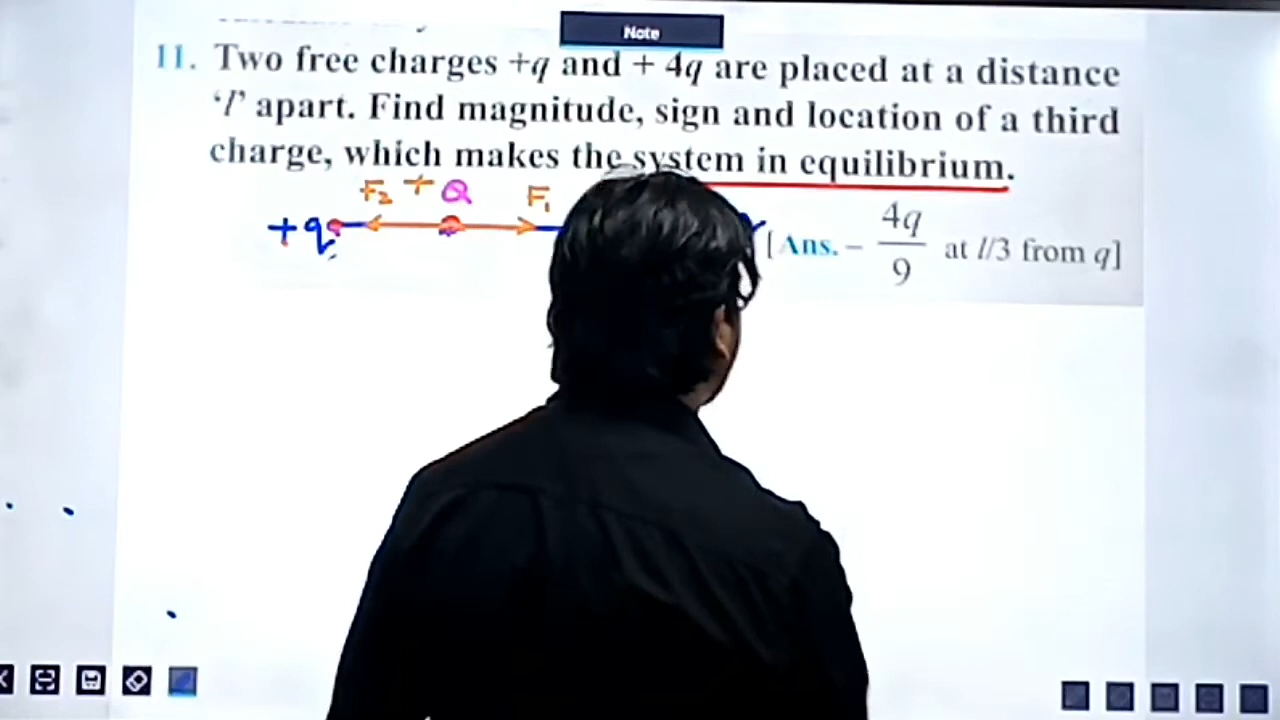 Note
11. Two free charges +q and + 4q are placed at a distance
‘l’ apart. Find magnitude, sign and location of a third
charge, which makes the system in equilibrium.
F₂ + Q F₁
+q
[Ans. – 4q/9 at l/3 from q]